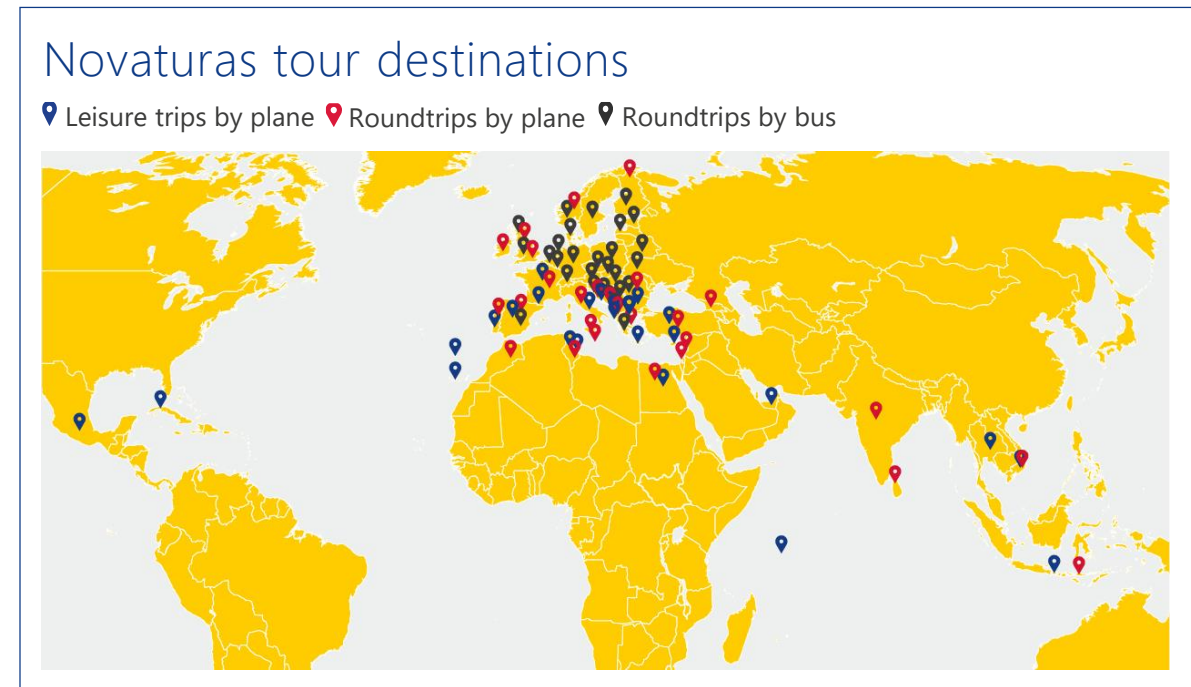 Novaturas tour destinations
Leisure trips by plane Roundtrips by plane Roundtrips by bus